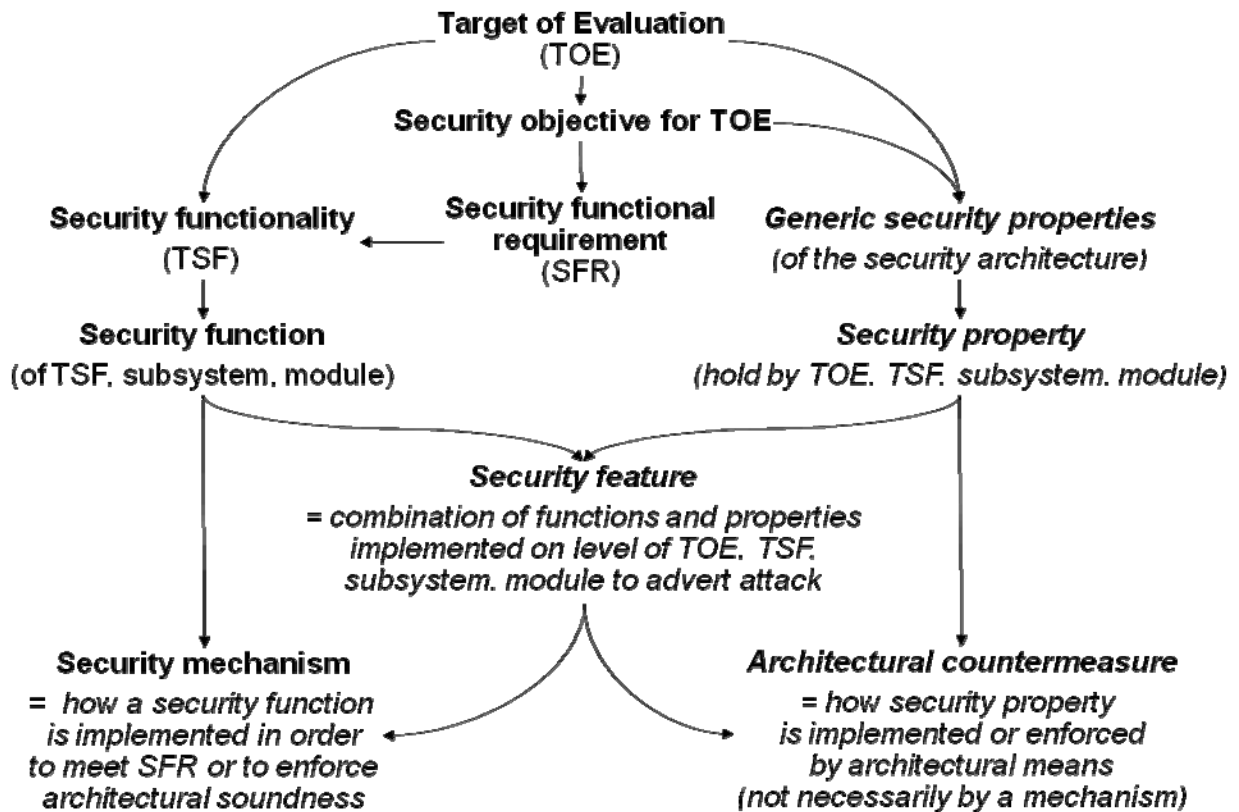 Target of Evaluation
(TOE)
Security objective for TOE
Security functionality
(TSF)
Security functional
requirement
(SFR)
Generic security properties
(of the security architecture)
Security function
(of TSF, subsystem, module)
Security property
(hold by TOE. TSF. subsystem. module)
Security feature
= combination of functions and properties
implemented on level of TOE, TSF,
subsystem. module to advert attack
Security mechanism
= how a security function
is implemented in order
to meet SFR or to enforce
architectural soundness
Architectural countermeasure
= how security property
is implemented or enforced
by architectural means
(not necessarily by a mechanism)